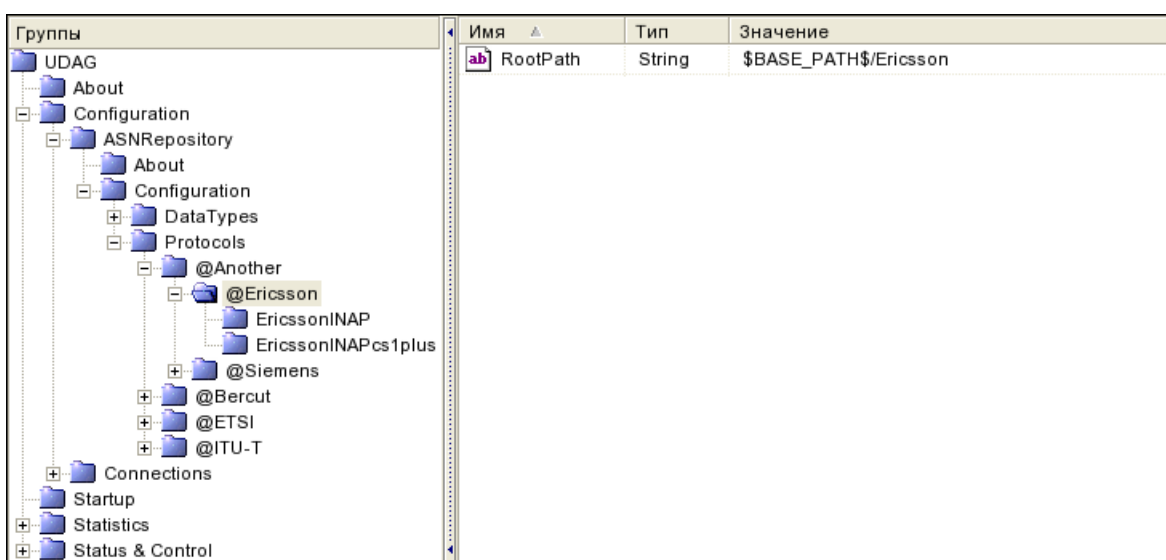 Группы
UDAG
About
Configuration
ASNRepository
About
Configuration
DataTypes
Protocols
@Another
@Ericsson
EricssonINAP
EricssonINAPcs1plus
@Siemens
@Bercut
@ETSI
@ITU-T
Connections
Startup
Statistics
Status & Control
Имя Тип Значение
ab RootPath String $BASE_PATH$/Ericsson